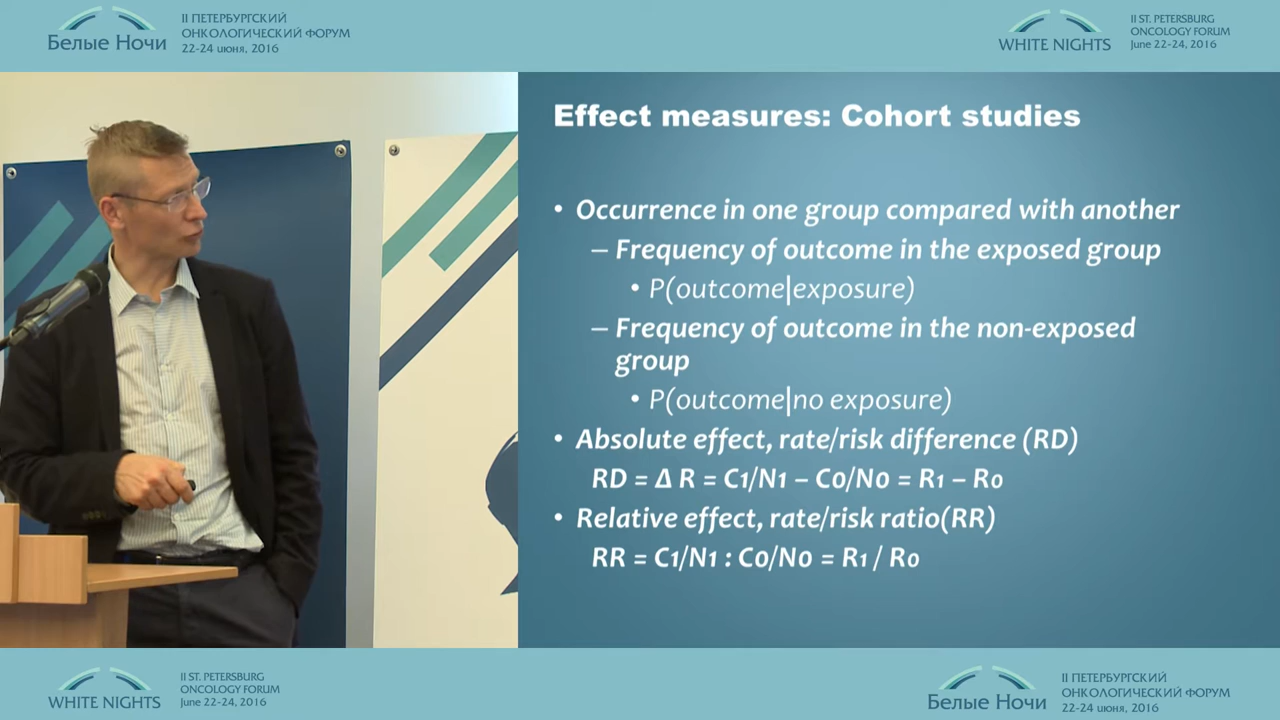 Белые Ночи
II ПЕТЕРБУРГСКИЙ
ОНКОЛОГИЧЕСКИЙ ФОРУМ
22-24 июня, 2016
WHITE NIGHTS
II ST. PETERSBURG
ONCOLOGY FORUM
June 22-24, 2016
Effect measures: Cohort studies
• Occurrence in one group compared with another
– Frequency of outcome in the exposed group
• P(outcome|exposure)
– Frequency of outcome in the non-exposed
group
• P(outcome|no exposure)
• Absolute effect, rate/risk difference (RD)
RD = Δ R = C1/N1 – C0/N0 = R1 – R0
• Relative effect, rate/risk ratio(RR)
RR = C1/N1 : C0/N0 = R1 / R0
WHITE NIGHTS
II ST. PETERSBURG
ONCOLOGY FORUM
June 22-24, 2016
Белые Ночи
II ПЕТЕРБУРГСКИЙ
ОНКОЛОГИЧЕСКИЙ ФОРУМ
22-24 июня, 2016